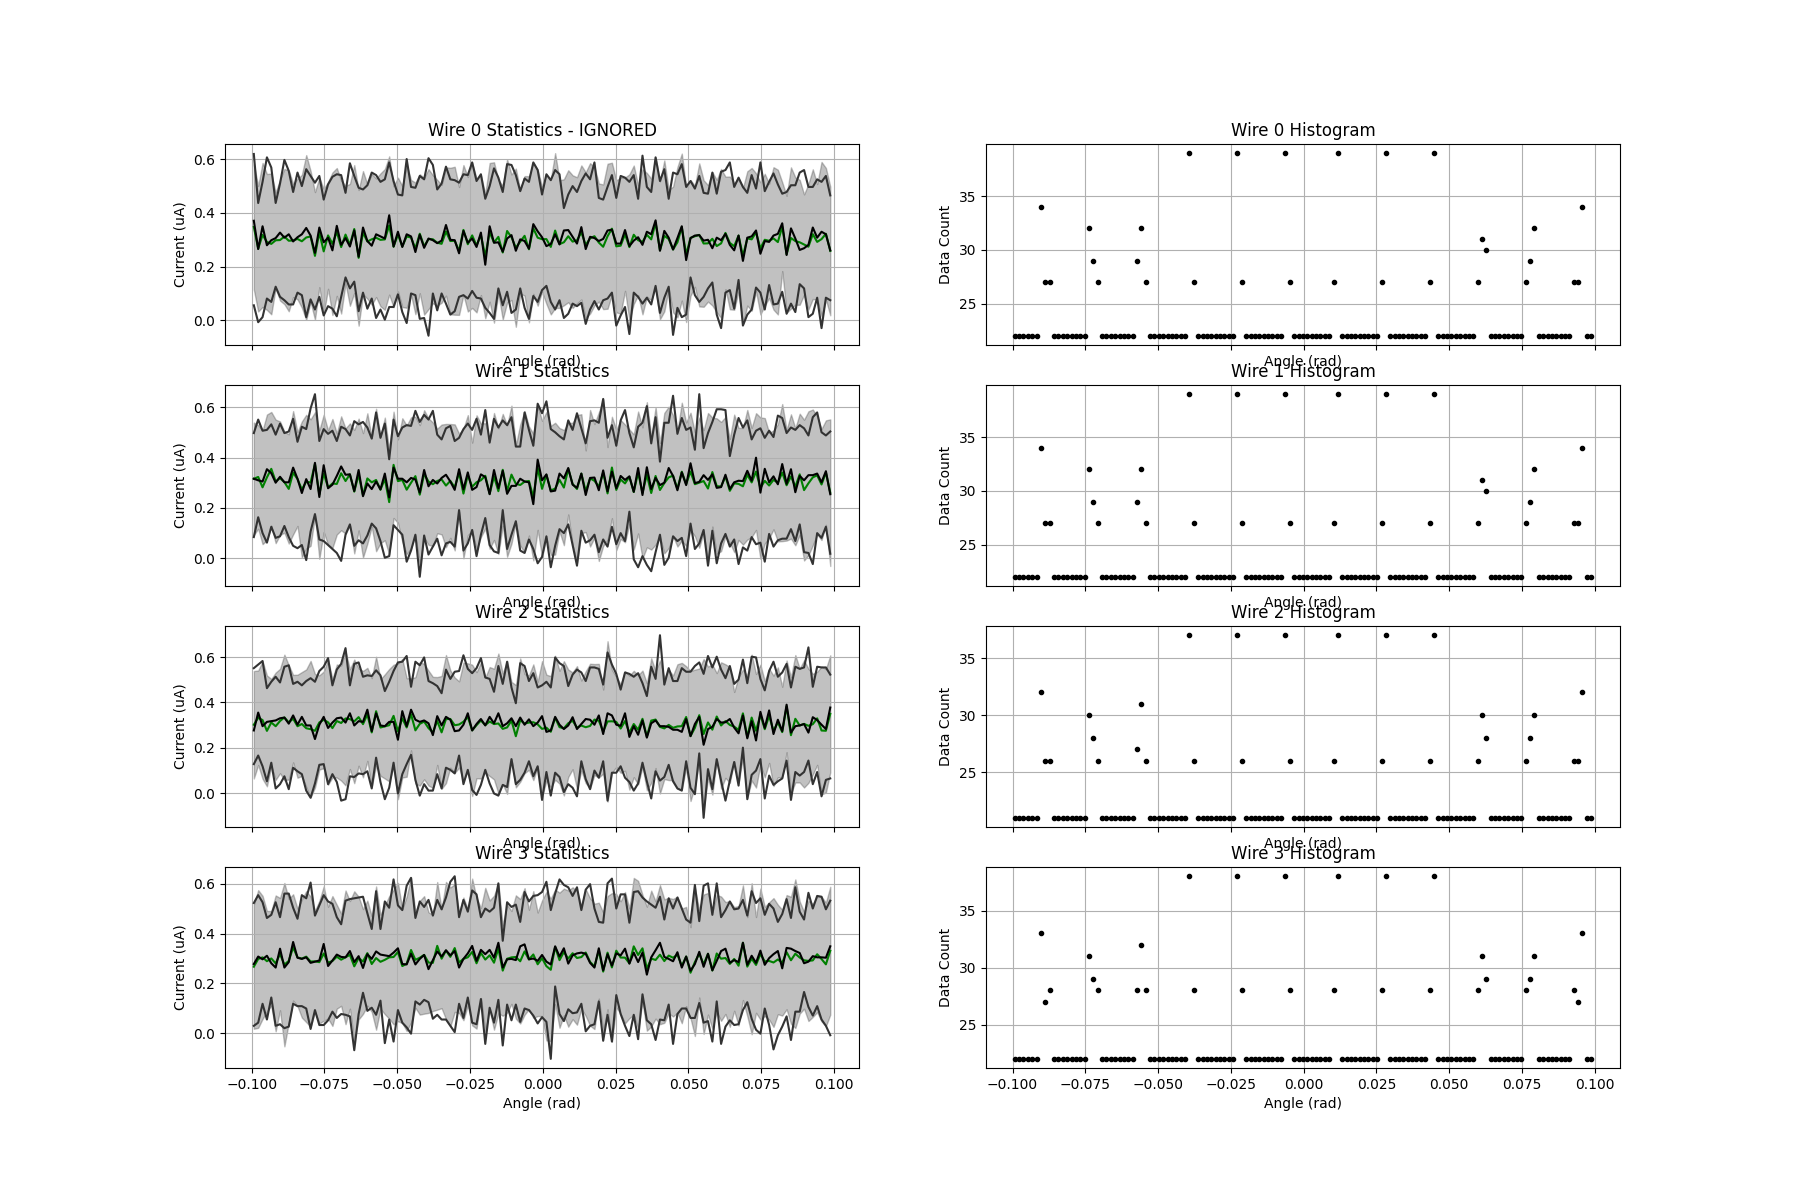 Wire 0 Statistics - IGNORED
Current (uA)
0.6
0.4
0.2
0.0
Angle (rad)
Wire 0 Histogram
Data Count
35
30
25
Angle (rad)
Wire 1 Statistics
Current (uA)
0.6
0.4
0.2
0.0
Angle (rad)
Wire 1 Histogram
Data Count
35
30
25
Angle (rad)
Wire 2 Statistics
Current (uA)
0.6
0.4
0.2
0.0
Angle (rad)
Wire 2 Histogram
Data Count
35
30
25
Angle (rad)
Wire 3 Statistics
Current (uA)
0.6
0.4
0.2
0.0
−0.100 −0.075 −0.050 −0.025 0.000 0.025 0.050 0.075 0.100
Angle (rad)
Wire 3 Histogram
Data Count
35
30
25
−0.100 −0.075 −0.050 −0.025 0.000 0.025 0.050 0.075 0.100
Angle (rad)